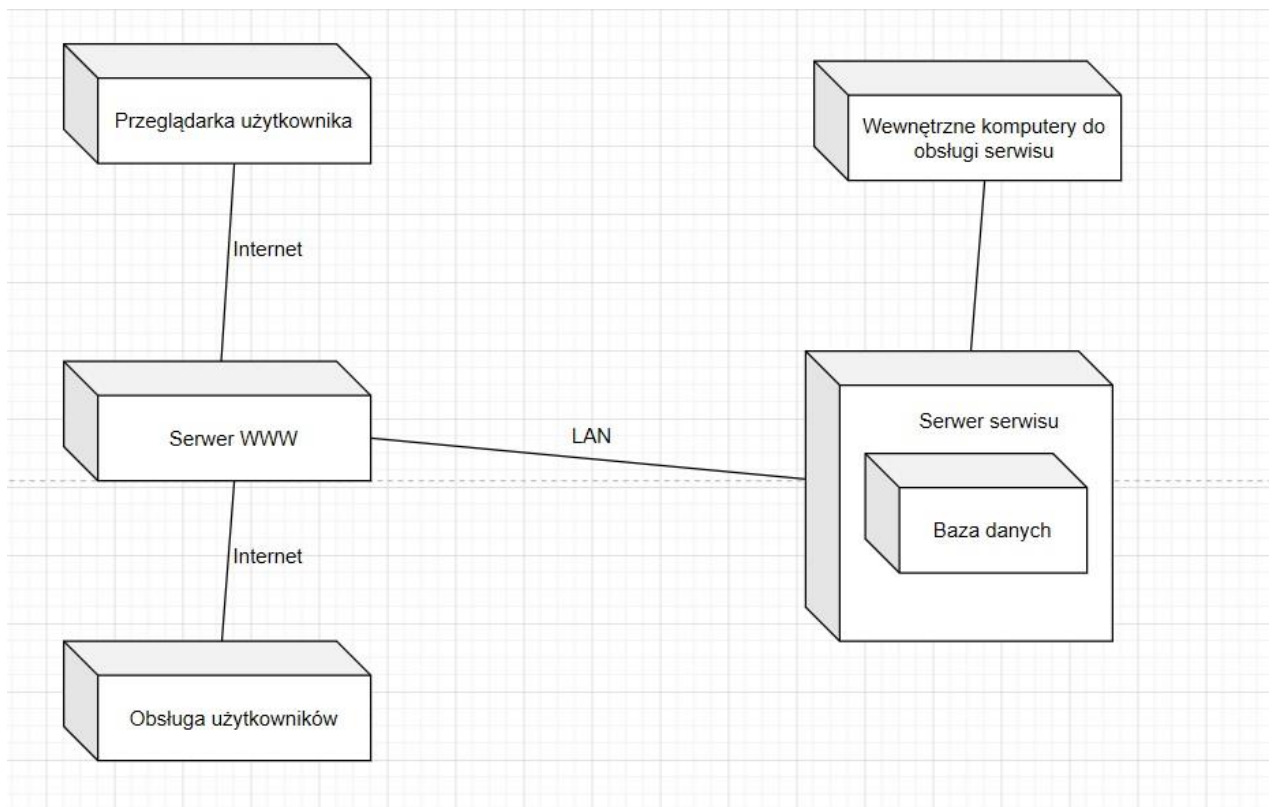 Przeglądarka użytkownika
Wewnętrzne komputery do
obsługi serwisu
Internet
Serwer WWW
LAN
Serwer serwisu
Baza danych
Internet
Obsługa użytkowników